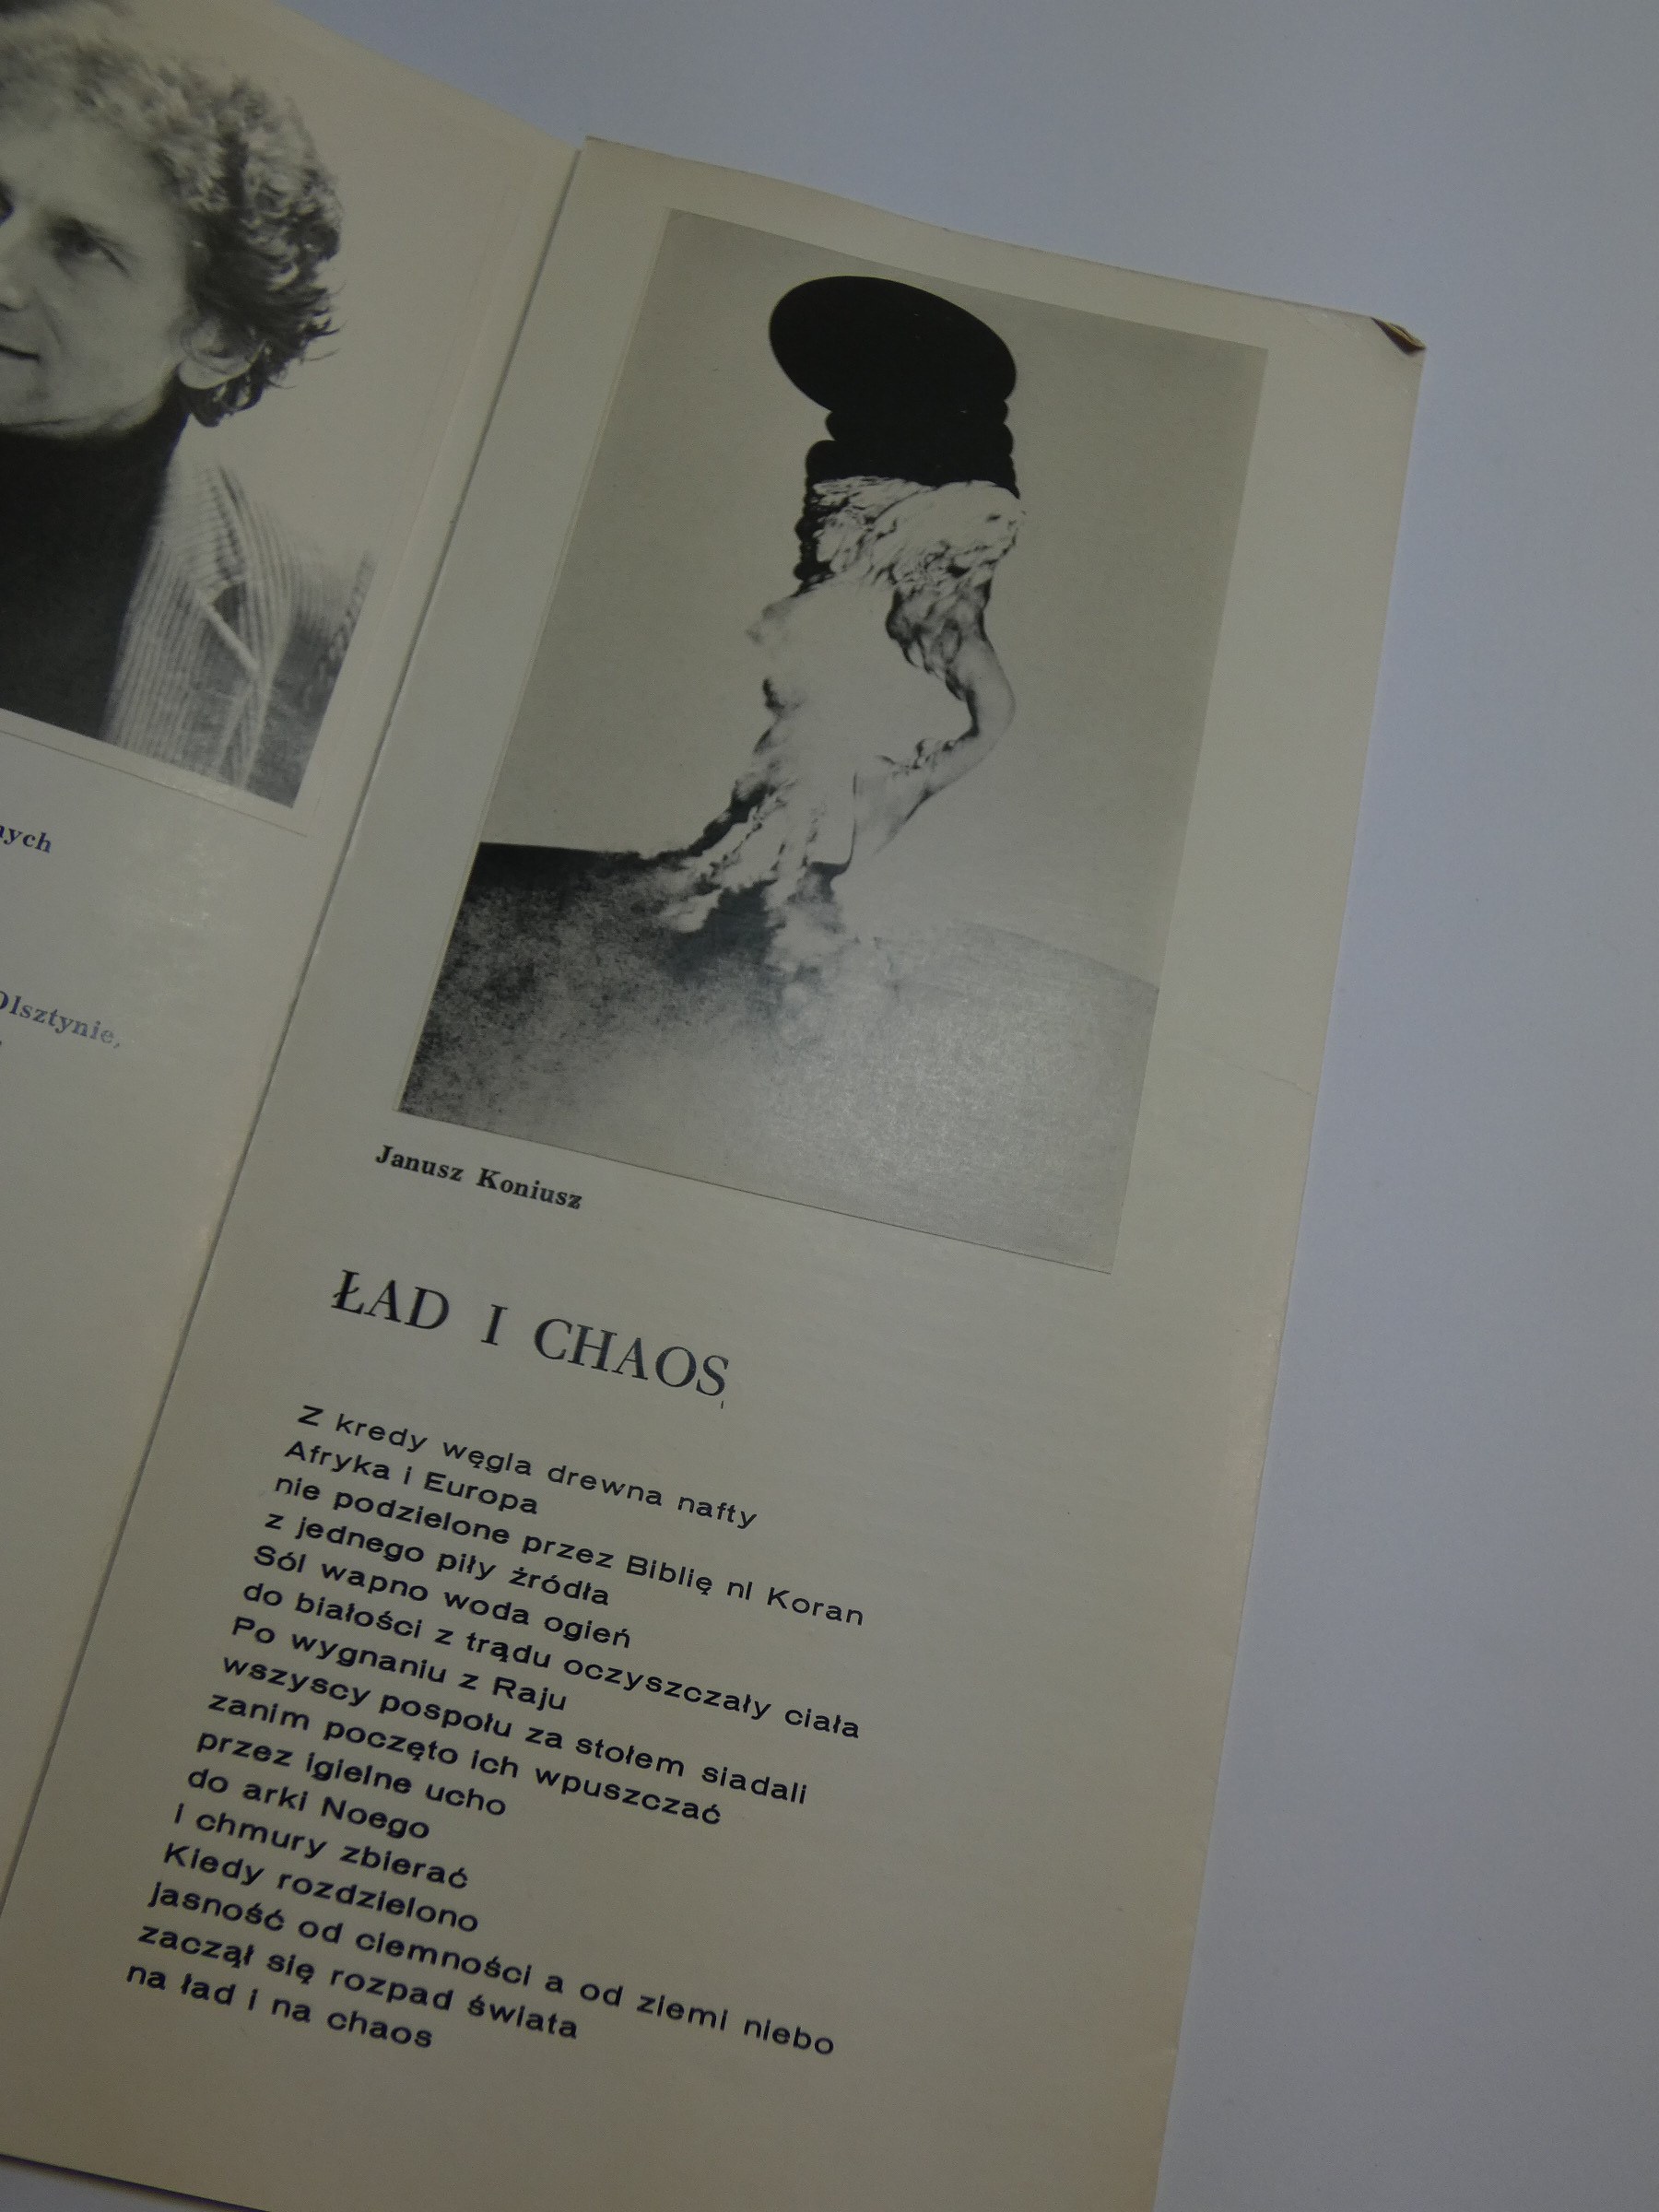 nych
Olsztynie,
Janusz Koniusz
ŁAD I CHAOS
Z kredy węgla drewna nafty
Afryka i Europa
nie podzielone przez Biblię nI Koran
z jednego piły źródła
Sól wapno woda ogień
do białości z trądu oczyszczały ciała
Po wygnaniu z Raju
wszyscy pospołu za stołem siadali
zanim poczęto ich wpuszczać
przez igielne ucho
do arki Noego
i chmury zbierać
Kiedy rozdzielono
jasność od ciemności a od ziemi niebo
zaczął się rozpad świata
na ład i na chaos